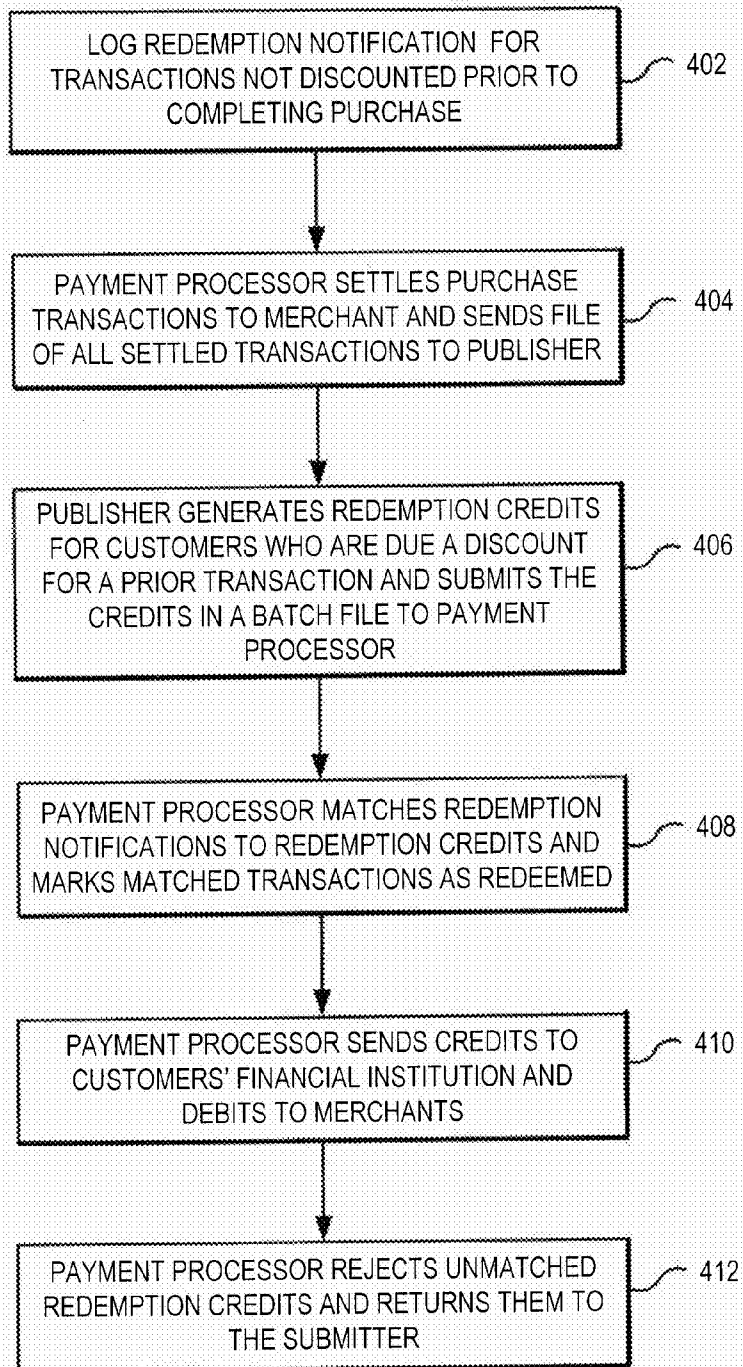 LOG REDEMPTION NOTIFICATION FOR
TRANSACTIONS NOT DISCOUNTED PRIOR TO
COMPLETING PURCHASE
402
PAYMENT PROCESSOR SETTLES PURCHASE
TRANSACTIONS TO MERCHANT AND SENDS FILE
OF ALL SETTLED TRANSACTIONS TO PUBLISHER
404
PUBLISHER GENERATES REDEMPTION CREDITS
FOR CUSTOMERS WHO ARE DUE A DISCOUNT
FOR A PRIOR TRANSACTION AND SUBMITS THE
CREDITS IN A BATCH FILE TO PAYMENT
PROCESSOR
406
PAYMENT PROCESSOR MATCHES REDEMPTION
NOTIFICATIONS TO REDEMPTION CREDITS AND
MARKS MATCHED TRANSACTIONS AS REDEEMED
408
PAYMENT PROCESSOR SENDS CREDITS TO
CUSTOMERS' FINANCIAL INSTITUTION AND
DEBITS TO MERCHANTS
410
PAYMENT PROCESSOR REJECTS UNMATCHED
REDEMPTION CREDITS AND RETURNS THEM TO
THE SUBMITTER
412